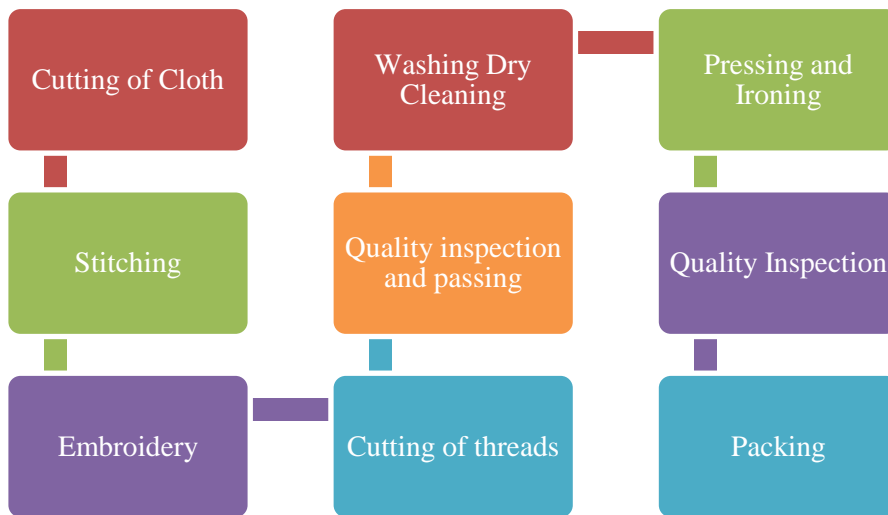 Cutting of Cloth
Stitching
Embroidery
Cutting of threads
Quality inspection
and passing
Washing Dry
Cleaning
Pressing and
Ironing
Quality Inspection
Packing